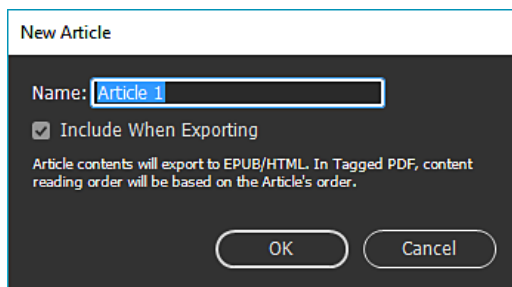 New Article
Name: Article 1
Include When Exporting
Article contents will export to EPUB/HTML. In Tagged PDF, content
reading order will be based on the Article's order.
OK Cancel